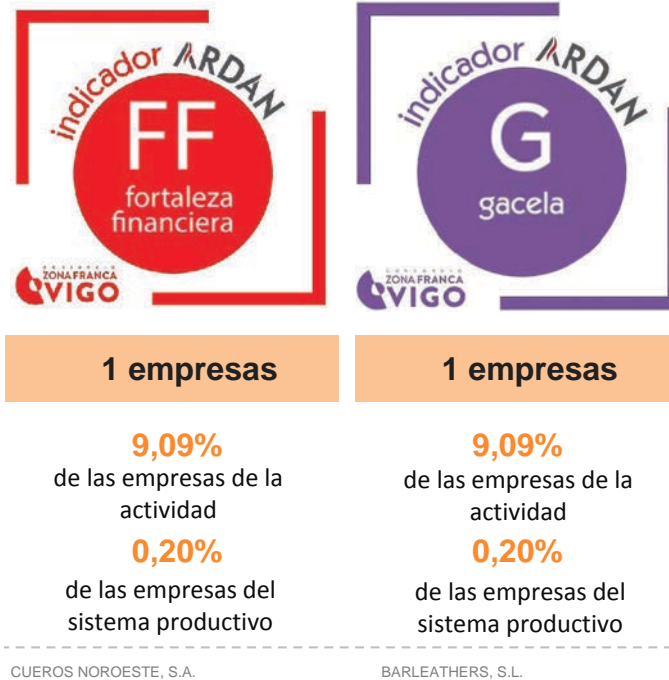 indicador ARDAN
FF
fortaleza
financiera
CONSORCIO
ZONA FRANCA
VIGO
1 empresas
9,09%
de las empresas de la
actividad
0,20%
de las empresas del
sistema productivo
CUEROS NOROESTE, S.A.
indicador ARDAN
G
gacela
CONSORCIO
ZONA FRANCA
VIGO
1 empresas
9,09%
de las empresas de la
actividad
0,20%
de las empresas del
sistema productivo
BARLEATHERS, S.L.